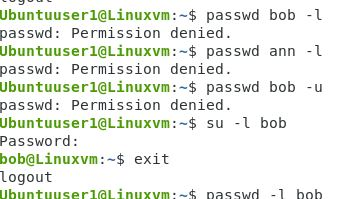 logout
Ubuntuuser1@Linuxvm:~$ passwd bob -l
passwd: Permission denied.
Ubuntuuser1@Linuxvm:~$ passwd ann -l
passwd: Permission denied.
Ubuntuuser1@Linuxvm:~$ passwd bob -u
passwd: Permission denied.
Ubuntuuser1@Linuxvm:~$ su -l bob
Password:
bob@Linuxvm:~$ exit
logout
Ubuntuuser1@Linuxvm:~$ passwd -l bob